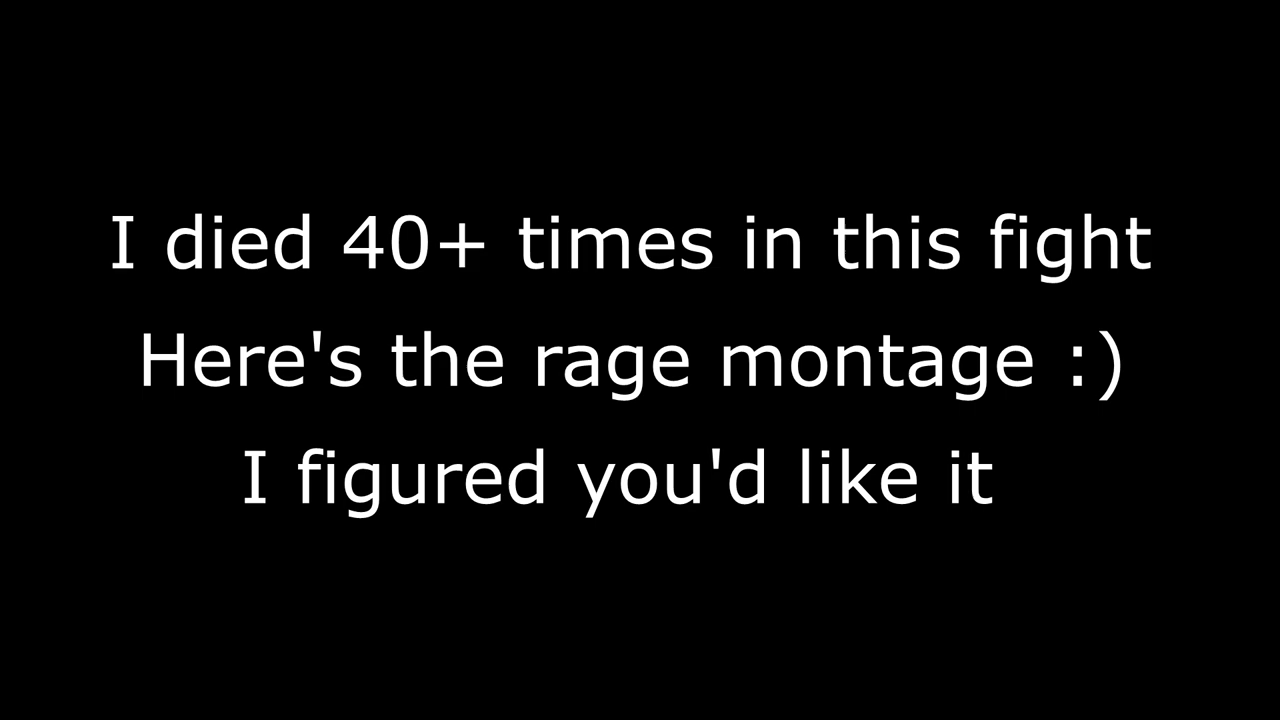 I died 40+ times in this fight
Here's the rage montage :)
I figured you'd like it